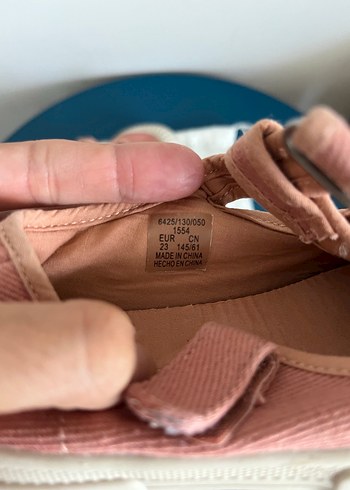 6425/130/050
1554
EUR CN
23 145/61
MADE IN CHINA
HECHO EN CHINA